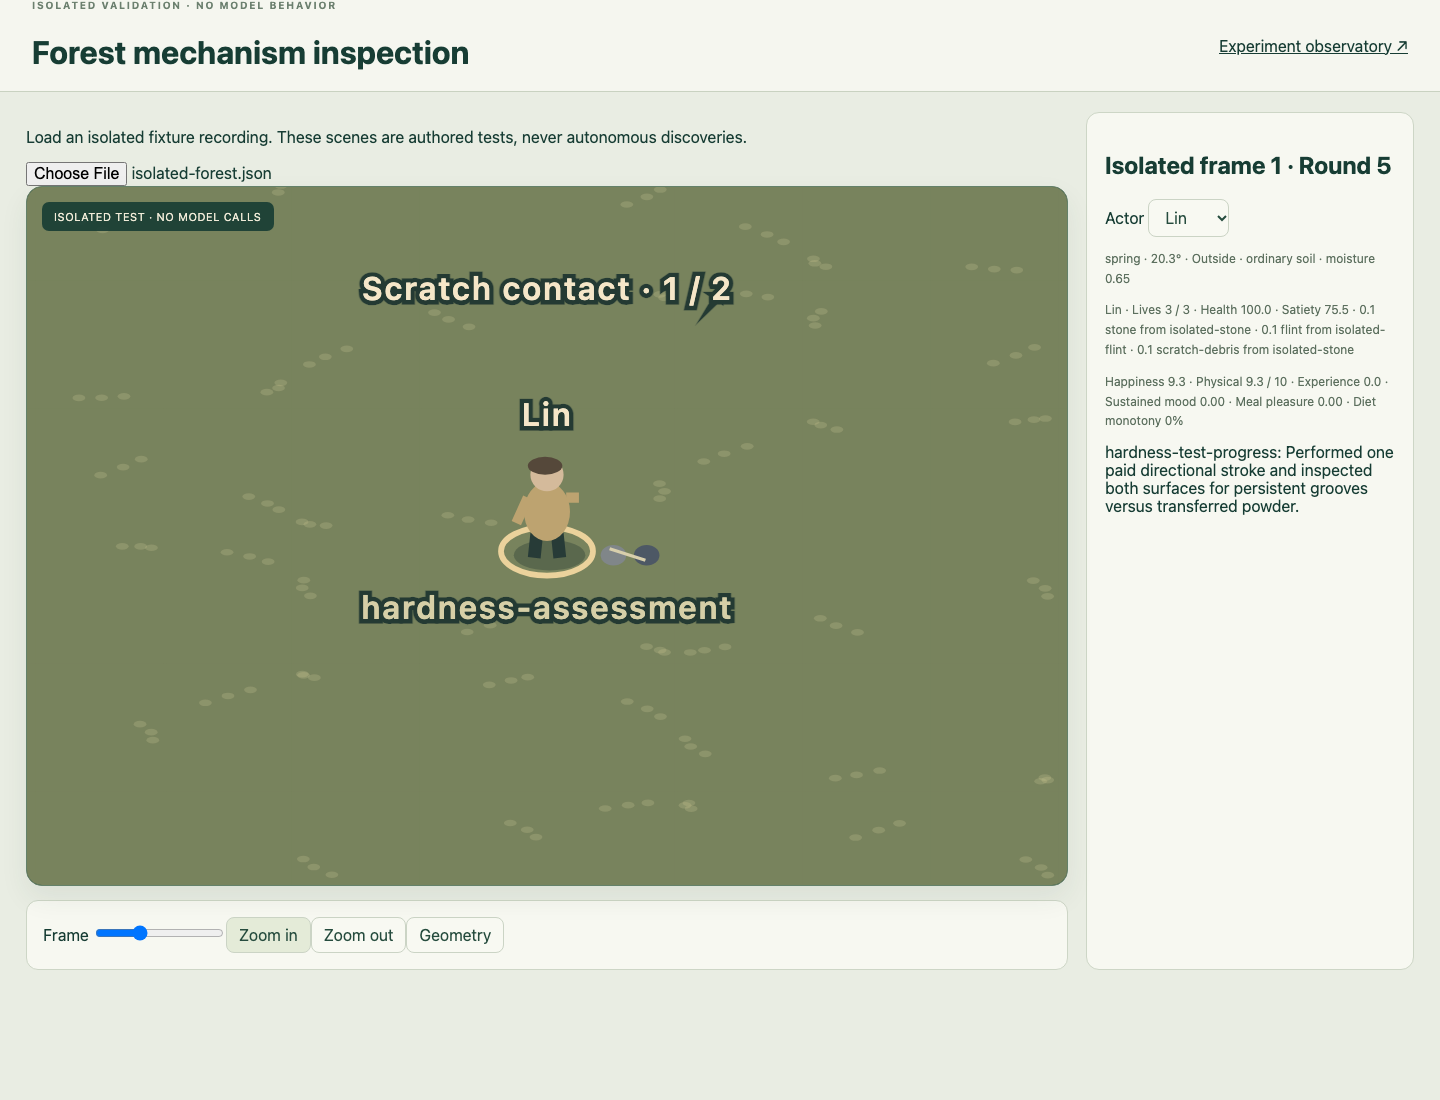 ISOLATED VALIDATION · NO MODEL BEHAVIOR
Forest mechanism inspection
Experiment observatory ↗
Load an isolated fixture recording. These scenes are authored tests, never autonomous discoveries.
Choose File isolated-forest.json
ISOLATED TEST · NO MODEL CALLS
Scratch contact · 1 / 2
Lin
hardness-assessment
Frame Zoom in Zoom out Geometry
Isolated frame 1 · Round 5
Actor Lin
spring · 20.3° · Outside · ordinary soil · moisture
0.65
Lin · Lives 3 / 3 · Health 100.0 · Satiety 75.5 · 0.1
stone from isolated-stone · 0.1 flint from isolated-
flint · 0.1 scratch-debris from isolated-stone
Happiness 9.3 · Physical 9.3 / 10 · Experience 0.0 ·
Sustained mood 0.00 · Meal pleasure 0.00 · Diet
monotony 0%
hardness-test-progress: Performed one
paid directional stroke and inspected
both surfaces for persistent grooves
versus transferred powder.